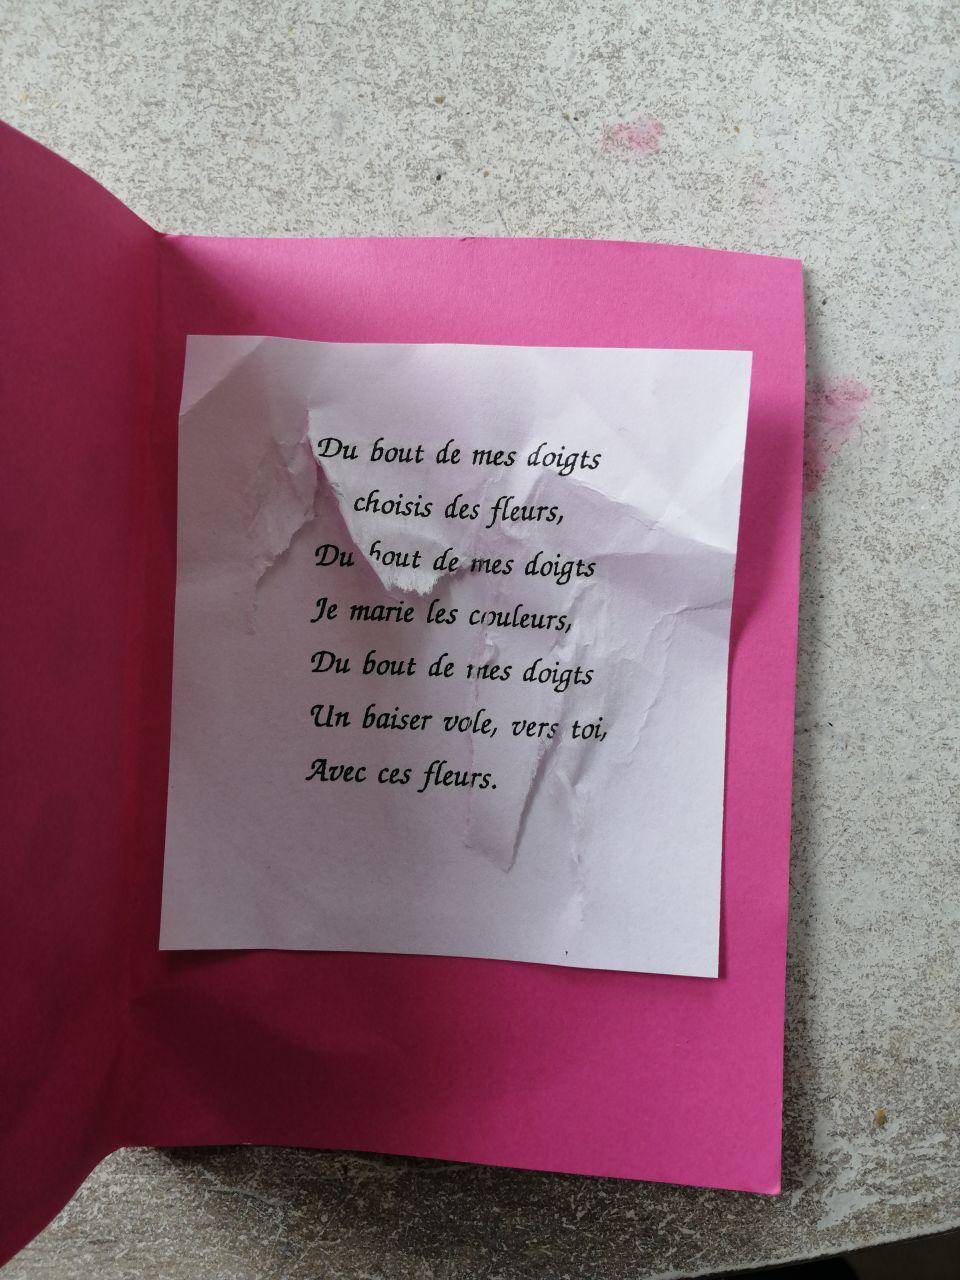 Du bout de mes doigts
choisis des fleurs,
Du bout de mes doigts
Je marie les couleurs,
Du bout de mes doigts
Un baiser vole, vers toi,
Avec ces fleurs.